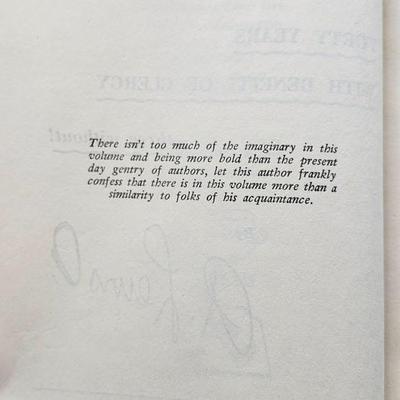 There isn't too much of the imaginary in this
volume and being more bold than the present
day gentry of authors, let this author frankly
confess that there is in this volume more than a
similarity to folks of his acquaintance.